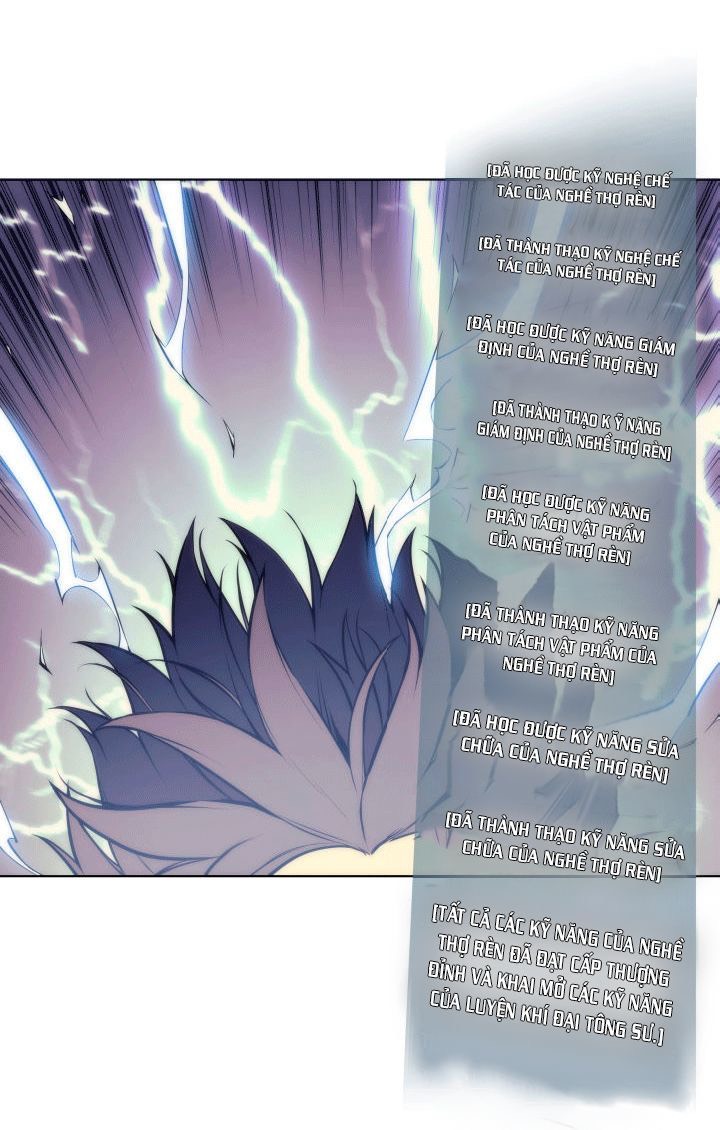 [ĐÃ HỌC ĐƯỢC KỸ NGHỆ CHẾ
TÁC CỦA NGHỀ THỢ RÈN]
[ĐÃ THÀNH THẠO KỸ NGHỆ CHẾ
TÁC CỦA NGHỀ THỢ RÈN]
[ĐÃ HỌC ĐƯỢC KỸ NĂNG GIÁM
ĐỊNH CỦA NGHỀ THỢ RÈN]
[ĐÃ THÀNH THẠO K Ỹ NĂNG
GIÁM ĐỊNH CỦA NGHỀ THỢ RÈN]
[ĐÃ HỌC ĐƯỢC KỸ NĂNG
PHÂN TÁCH VẬT PHẨM
CỦA NGHỀ THỢ RÈN]
[ĐÃ THÀNH THẠO KỸ NĂNG
PHÂN TÁCH VẬT PHẨM CỦA
NGHỀ THỢ RÈN]
[ĐÃ HỌC ĐƯỢC KỸ NĂNG SỬA
CHỮA CỦA NGHỀ THỢ RÈN]
[ĐÃ THÀNH THẠO KỸ NĂNG SỬA
CHỮA CỦA NGHỀ THỢ RÈN]
[TẤT CẢ CÁC KỸ NĂNG CỦA NGHỀ
THỢ RÈN ĐÃ ĐẠT CẤP THƯỢNG
ĐỈNH VÀ KHAI MỞ CÁC KỸ NĂNG
CỦA LUYỆN KHÍ ĐẠI TÔNG SƯ.]